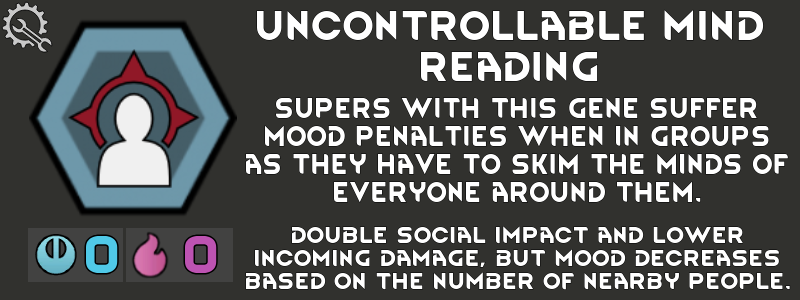 UNCONTROLLABLE MIND
READING
SUPERS WITH THIS GENE SUFFER
MOOD PENALTIES WHEN IN GROUPS
AS THEY HAVE TO SKIM THE MINDS OF
EVERYONE AROUND THEM.
0 0
DOUBLE SOCIAL IMPACT AND LOWER
INCOMING DAMAGE, BUT MOOD DECREASES
BASED ON THE NUMBER OF NEARBY PEOPLE.